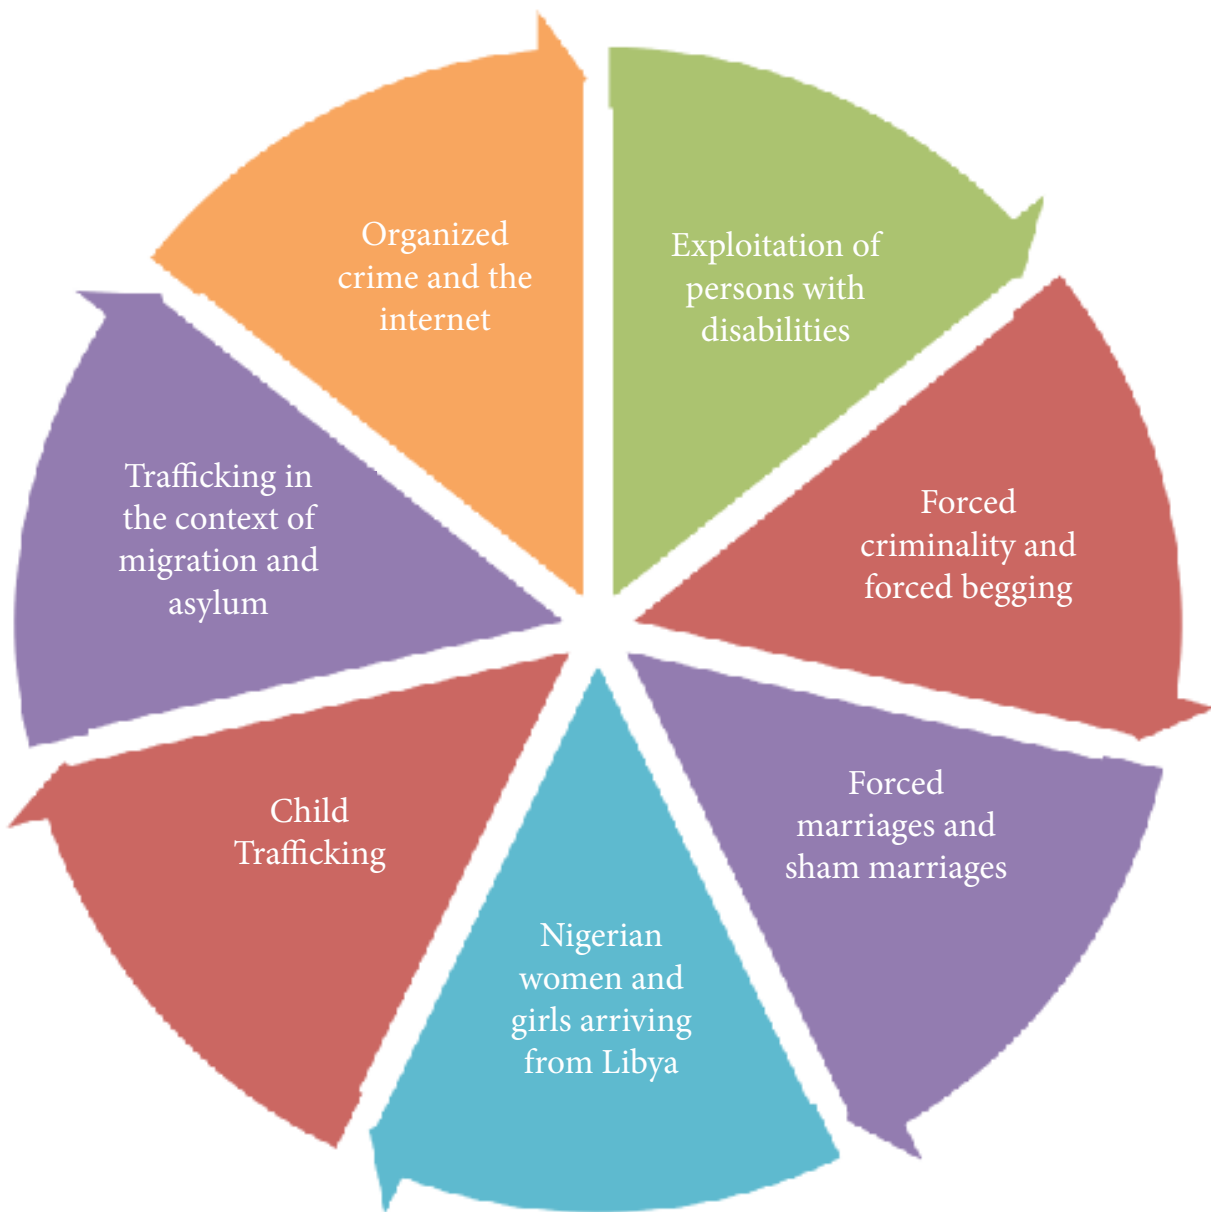 Organized
crime and the
internet
Exploitation of
persons with
disabilities
Forced
criminality and
forced begging
Forced
marriages and
sham marriages
Nigerian
women and
girls arriving
from Libya
Child
Trafficking
Trafficking in
the context of
migration and
asylum